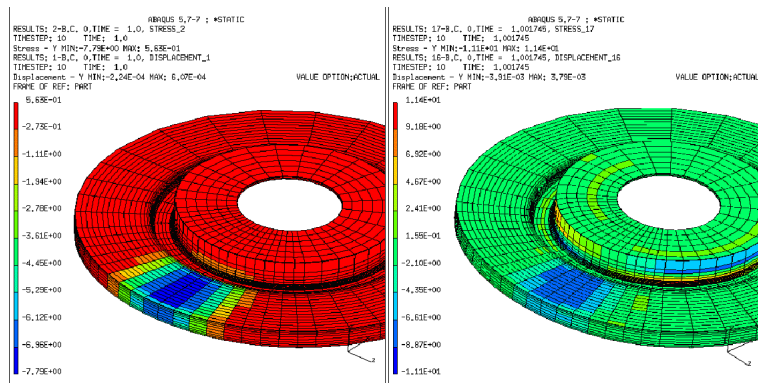 ABAQUS 5.7-7 ; *STATIC
RESULTS: 2-B.C. 0,TIME = 1.0, STRESS_2
TIMESTEP: 10 TIME: 1.0
Stress - Y MIN:-7.79E+00 MAX: 5.63E-01
RESULTS: 1-B.C. 0,TIME = 1.0, DISPLACEMENT_1
TIMESTEP: 10 TIME: 1.0
Displacement - Y MIN:-2.24E-04 MAX: 6.07E-04 VALUE OPTION:ACTUAL
FRAME OF REF: PART
5.63E-01
-2.73E-01
-1.11E+00
-1.94E+00
-2.78E+00
-3.61E+00
-4.45E+00
-5.29E+00
-6.12E+00
-6.96E+00
-7.79E+00
ABAQUS 5.7-7 ; *STATIC
RESULTS: 17-B.C. 0,TIME = 1.001745, STRESS_17
TIMESTEP: 10 TIME: 1.001745
Stress - Y MIN:-1.11E+01 MAX: 1.14E+01
RESULTS: 16-B.C. 0,TIME = 1.001745, DISPLACEMENT_16
TIMESTEP: 10 TIME: 1.001745
Displacement - Y MIN:-3.91E-03 MAX: 3.79E-03 VALUE OPTION:ACTUAL
FRAME OF REF: PART
1.14E+01
9.18E+00
6.92E+00
4.67E+00
2.41E+00
1.55E-01
-2.10E+00
-4.35E+00
-6.61E+00
-8.87E+00
-1.11E+01